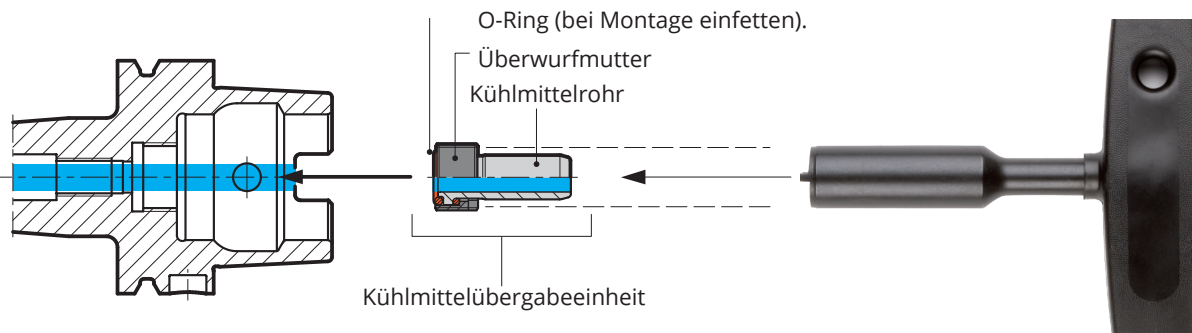 O-Ring (bei Montage einfetten).
Überwurfmutter
Kühlmittelrohr
Kühlmittelübergabeeinheit